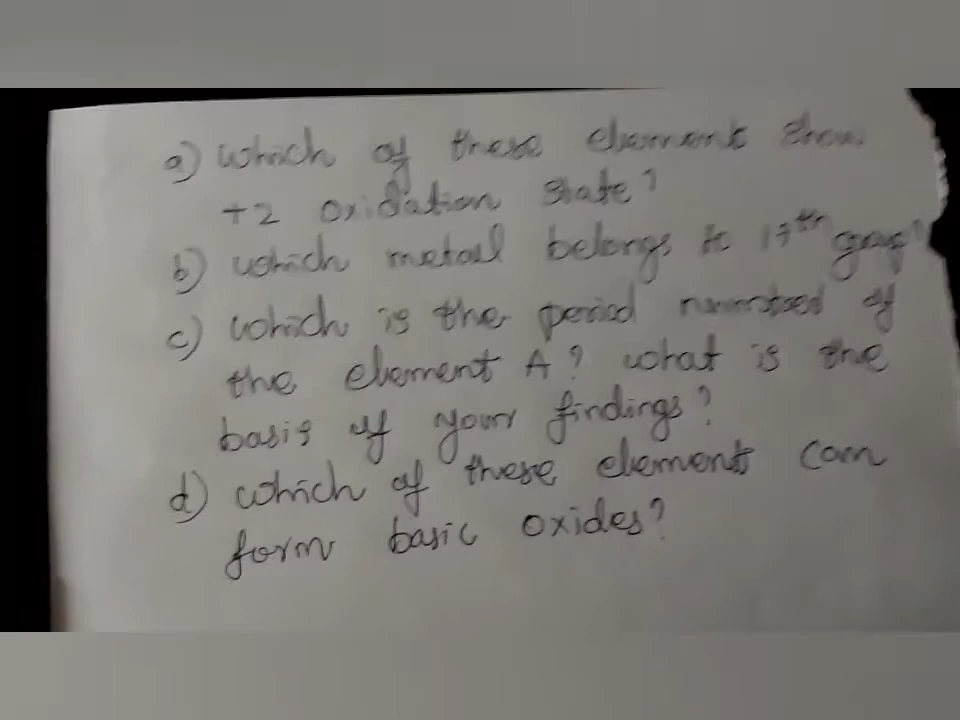 a) which of these elements show
+2 oxidation state?
b) which metal belongs to 17th group?
c) which is the period number of
the element A? what is the
basis of your findings?
d) which of these elements can
form basic oxides?